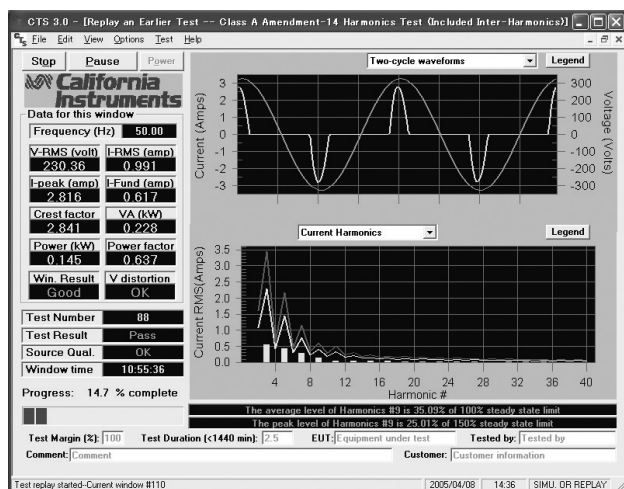 CTS 3.0 - [Replay an Earlier Test -- Class A Amendment-14 Harmonics Test (Included Inter-Harmonics)]
File Edit View Options Test Help
Stop Pause Power
California Instruments
Data for this window
Frequency (Hz) 50.00
V-RMS (volt) I-RMS (amp)
230.36 0.991
I-peak (amp) I-Fund (amp)
2.816 0.617
Crest factor VA (kW)
2.841 0.228
Power (kW) Power factor
0.145 0.637
Win. Result V distortion
Good OK
Test Number 88
Test Result Pass
Source Qual. OK
Window time 10:55:36
Progress: 14.7 % complete
Two-cycle waveforms Legend
Current (Amps)
3
2
1
0
-1
-2
-3
300
200
100
0
-100
-200
-300
Voltage (Volts)
Current Harmonics Legend
Current RMS(Amps)
3.5
3.0
2.5
2.0
1.5
1.0
0.5
0.0
4 8 12 16 20 24 28 32 36 40
Harmonic #
The average level of Harmonics #9 is 35.09% of 100% steady state limit
The peak level of Harmonics #9 is 25.01% of 150% steady state limit
Test Margin (%): 100 Test Duration (<1440 min): 2.5 EUT: Equipment under test Tested by: Tested by
Comment: Comment Customer: Customer information
Test replay started--Current window #110 2005/04/08 14:36 SIMU. OR REPLAY